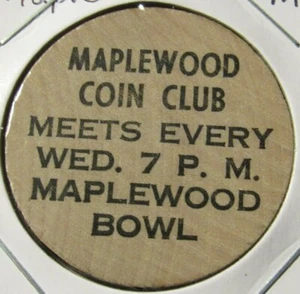 MAPLEWOOD
COIN CLUB
MEETS EVERY
WED. 7 P. M.
MAPLEWOOD
BOWL